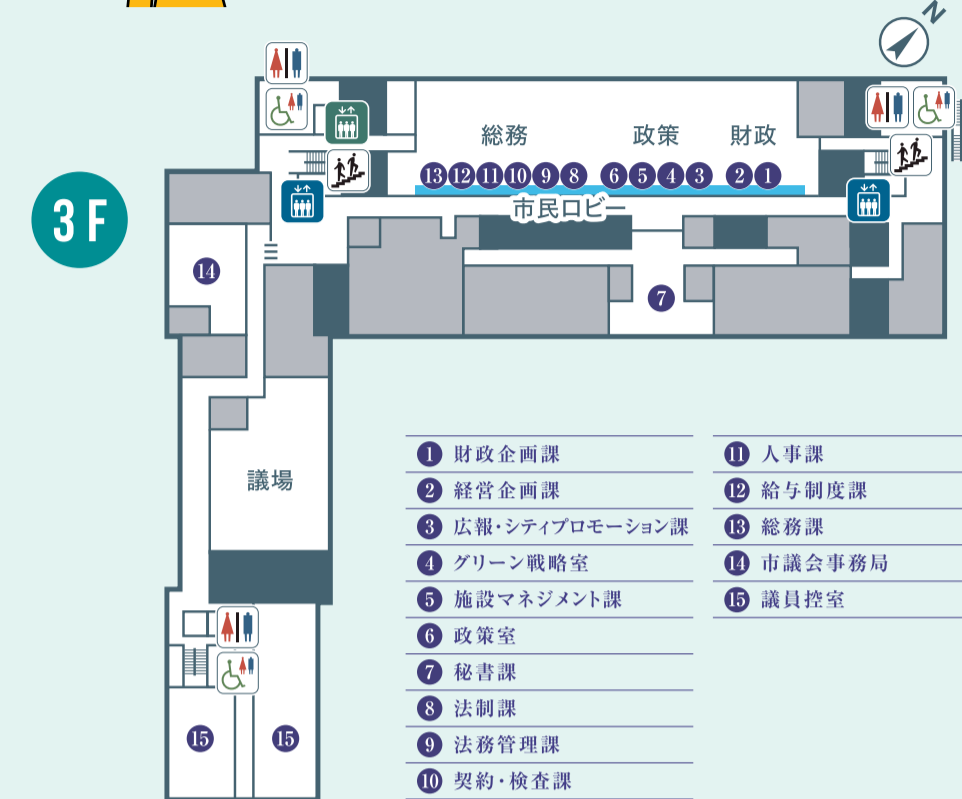 N
3F
総務 政策 財政
13 12 11 10 9 8 6 5 4 3 2 1
市民ロビー
14
7
議場
15 15
1 財政企画課
2 経営企画課
3 広報・シティプロモーション課
4 グリーン戦略室
5 施設マネジメント課
6 政策室
7 秘書課
8 法制課
9 法務管理課
10 契約・検査課
11 人事課
12 給与制度課
13 総務課
14 市議会事務局
15 議員控室